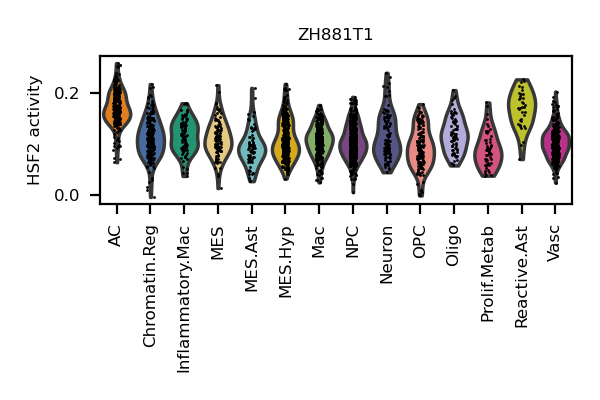 ZH881T1
HSF2 activity
0.2
0.0
AC
Chromatin.Reg
Inflammatory.Mac
MES
MES.Ast
MES.Hyp
Mac
NPC
Neuron
OPC
Oligo
Prolif.Metab
Reactive.Ast
Vasc